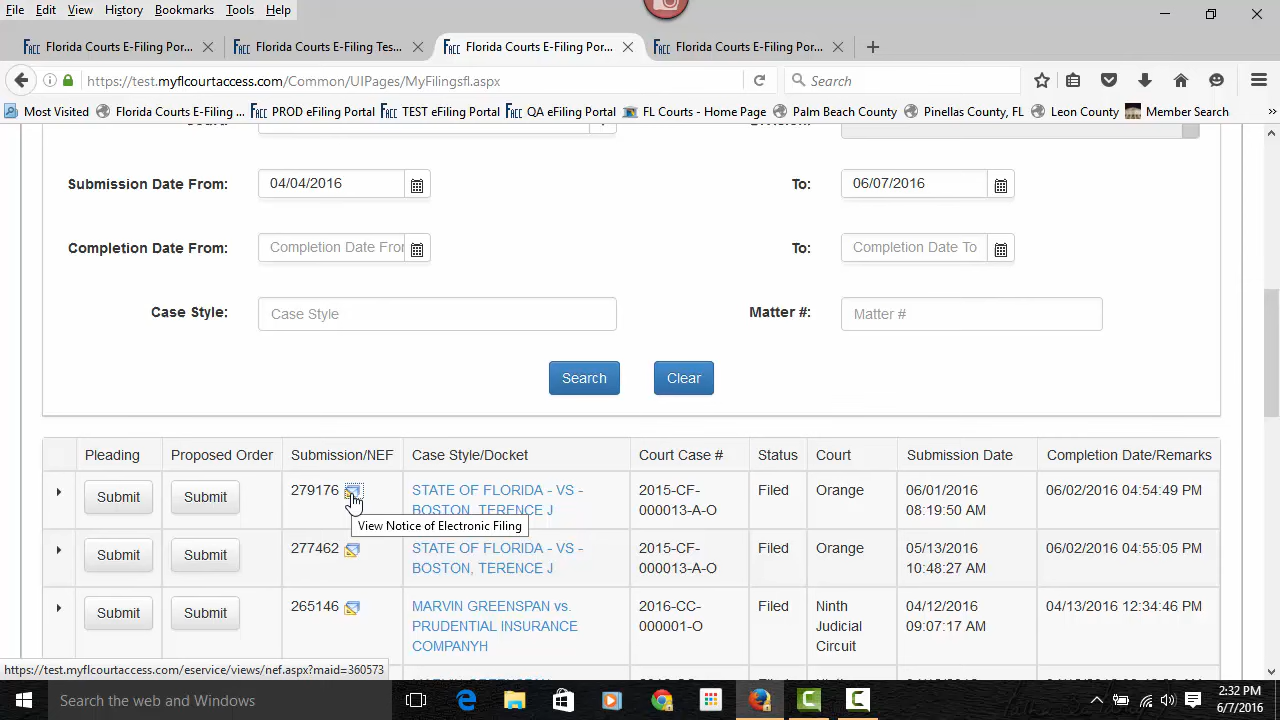 File Edit View History Bookmarks Tools Help
FACC Florida Courts E-Filing Por... × FACC Florida Courts E-Filing Tes... × FACC Florida Courts E-Filing Por... × FACC Florida Courts E-Filing Por... × +
https://test.myflcourtaccess.com/Common/UIPages/MyFilingsfl.aspx Search
Most Visited Florida Courts E-Filing ... FACC PROD eFiling Portal FACC TEST eFiling Portal FACC QA eFiling Portal FL Courts - Home Page Palm Beach County Pinellas County, FL Leon County Member Search
Submission Date From: 04/04/2016 To: 06/07/2016
Completion Date From: Completion Date From To: Completion Date To
Case Style: Case Style Matter #: Matter #
Search Clear
Pleading Proposed Order Submission/NEF Case Style/Docket Court Case # Status Court Submission Date Completion Date/Remarks
Submit Submit 279176 STATE OF FLORIDA - VS - 2015-CF- Filed Orange 06/01/2016 06/02/2016 04:54:49 PM
BOSTON, TERENCE J 000013-A-O 08:19:50 AM
View Notice of Electronic Filing
Submit Submit 277462 STATE OF FLORIDA - VS - 2015-CF- Filed Orange 05/13/2016 06/02/2016 04:55:05 PM
BOSTON, TERENCE J 000013-A-O 10:48:27 AM
Submit Submit 265146 MARVIN GREENSPAN vs. 2016-CC- Filed Ninth 04/12/2016 04/13/2016 12:34:46 PM
PRUDENTIAL INSURANCE 000001-O Judicial 09:07:17 AM
COMPANYH Circuit
https://test.myflcourtaccess.com/eservice/views/nef.aspx?maid=360573
Search the web and Windows 2:32 PM
6/7/2016